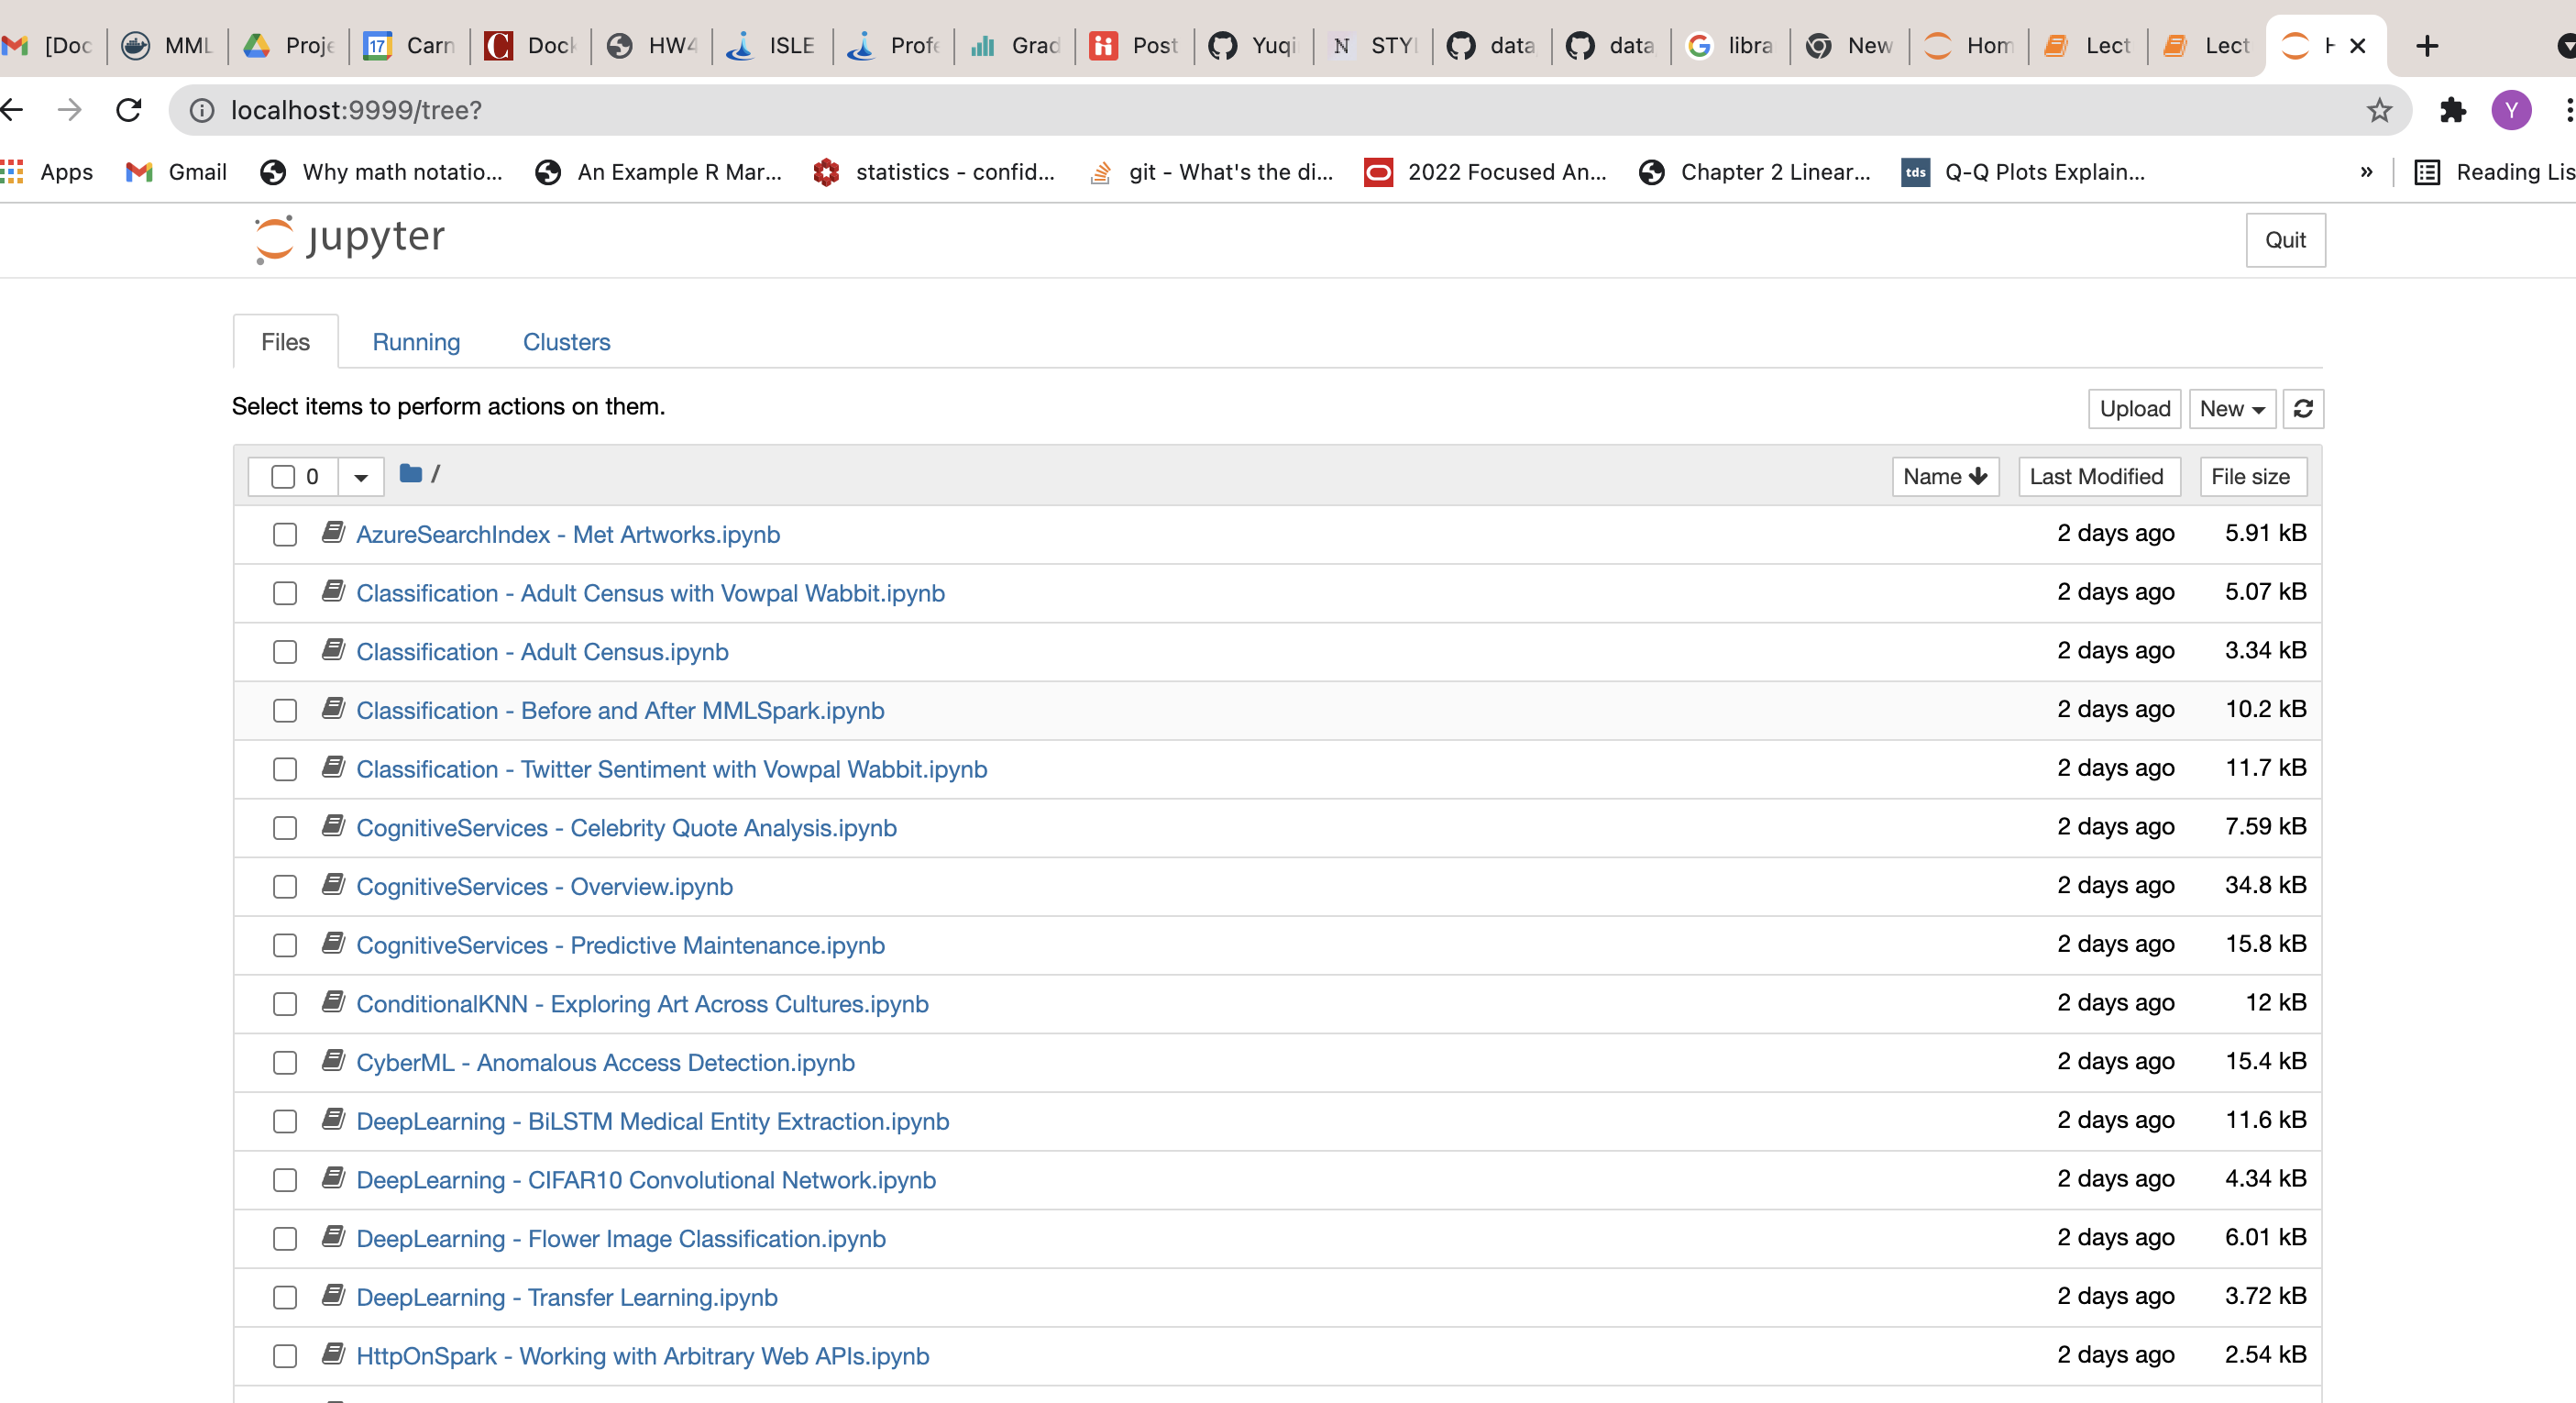 [Doc MML Proje 17 Carn Dock HW4 ISLE Profe Grad Post Yuqi N STYL data data libra New Hom Lect Lect H
localhost:9999/tree? Y
Apps Gmail Why math notatio... An Example R Mar... statistics - confid... git - What's the di... 2022 Focused An... Chapter 2 Linear... tds Q-Q Plots Explain... » Reading Lis
jupyter Quit
Files Running Clusters
Select items to perform actions on them. Upload New
0 / Name Last Modified File size
AzureSearchIndex - Met Artworks.ipynb 2 days ago 5.91 kB
Classification - Adult Census with Vowpal Wabbit.ipynb 2 days ago 5.07 kB
Classification - Adult Census.ipynb 2 days ago 3.34 kB
Classification - Before and After MMLSpark.ipynb 2 days ago 10.2 kB
Classification - Twitter Sentiment with Vowpal Wabbit.ipynb 2 days ago 11.7 kB
CognitiveServices - Celebrity Quote Analysis.ipynb 2 days ago 7.59 kB
CognitiveServices - Overview.ipynb 2 days ago 34.8 kB
CognitiveServices - Predictive Maintenance.ipynb 2 days ago 15.8 kB
ConditionalKNN - Exploring Art Across Cultures.ipynb 2 days ago 12 kB
CyberML - Anomalous Access Detection.ipynb 2 days ago 15.4 kB
DeepLearning - BiLSTM Medical Entity Extraction.ipynb 2 days ago 11.6 kB
DeepLearning - CIFAR10 Convolutional Network.ipynb 2 days ago 4.34 kB
DeepLearning - Flower Image Classification.ipynb 2 days ago 6.01 kB
DeepLearning - Transfer Learning.ipynb 2 days ago 3.72 kB
HttpOnSpark - Working with Arbitrary Web APIs.ipynb 2 days ago 2.54 kB